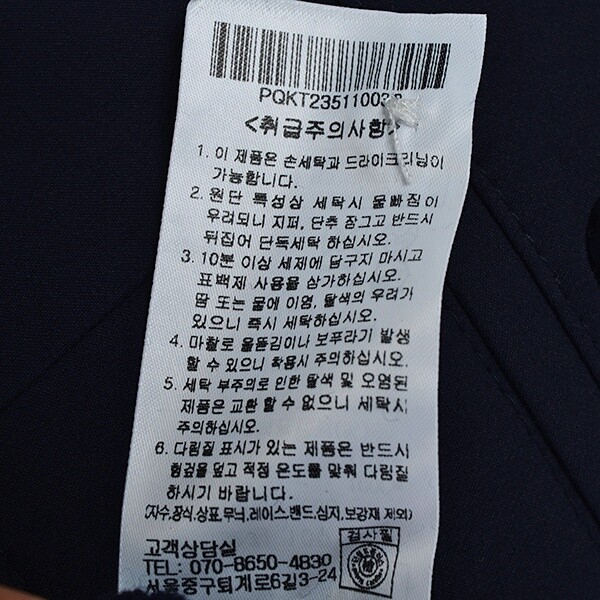 PQKT23511003
<취급주의사항>
1. 이 제품은 손세탁과 드라이크리닝이
가능합니다.
2. 원단 특성상 세탁시 물빠짐이
우려되니 지퍼, 단추 잠그고 반드시
뒤집어 단독세탁 하십시오.
3. 10분 이상 세제에 담구지 마시고
표백제 사용을 삼가하십시오.
땀 또는 물에 이염, 탈색의 우려가
있으니 즉시 세탁하십시오.
4. 마찰로 올뜯김이나 보푸라기 발생
할 수 있으니 착용시 주의하십시오.
5. 세탁 부주의로 인한 탈색 및 오염된
제품은 교환 할 수 없으니 세탁시
주의하십시오.
6. 다림질 표시가 있는 제품은 반드시
헝겊을 덮고 적정 온도를 맞춰 다림질
하시기 바랍니다.
(자수,장식,상표,무늬,레이스,밴드,심지,보강재 제외)
고객상담실
검사필
TEL: 070-8650-4830
서울중구퇴계로6길3-24